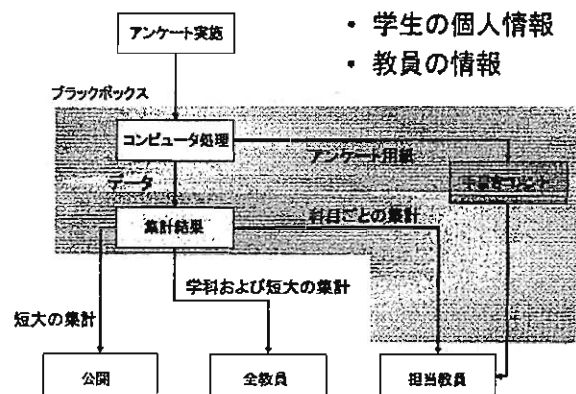 アンケート実施
• 学生の個人情報
• 教員の情報
ブラックボックス
コンピュータ処理
アンケート用紙
データ
集計結果
科目ごとの集計
学科および短大の集計
短大の集計
公開
全教員
担当教員